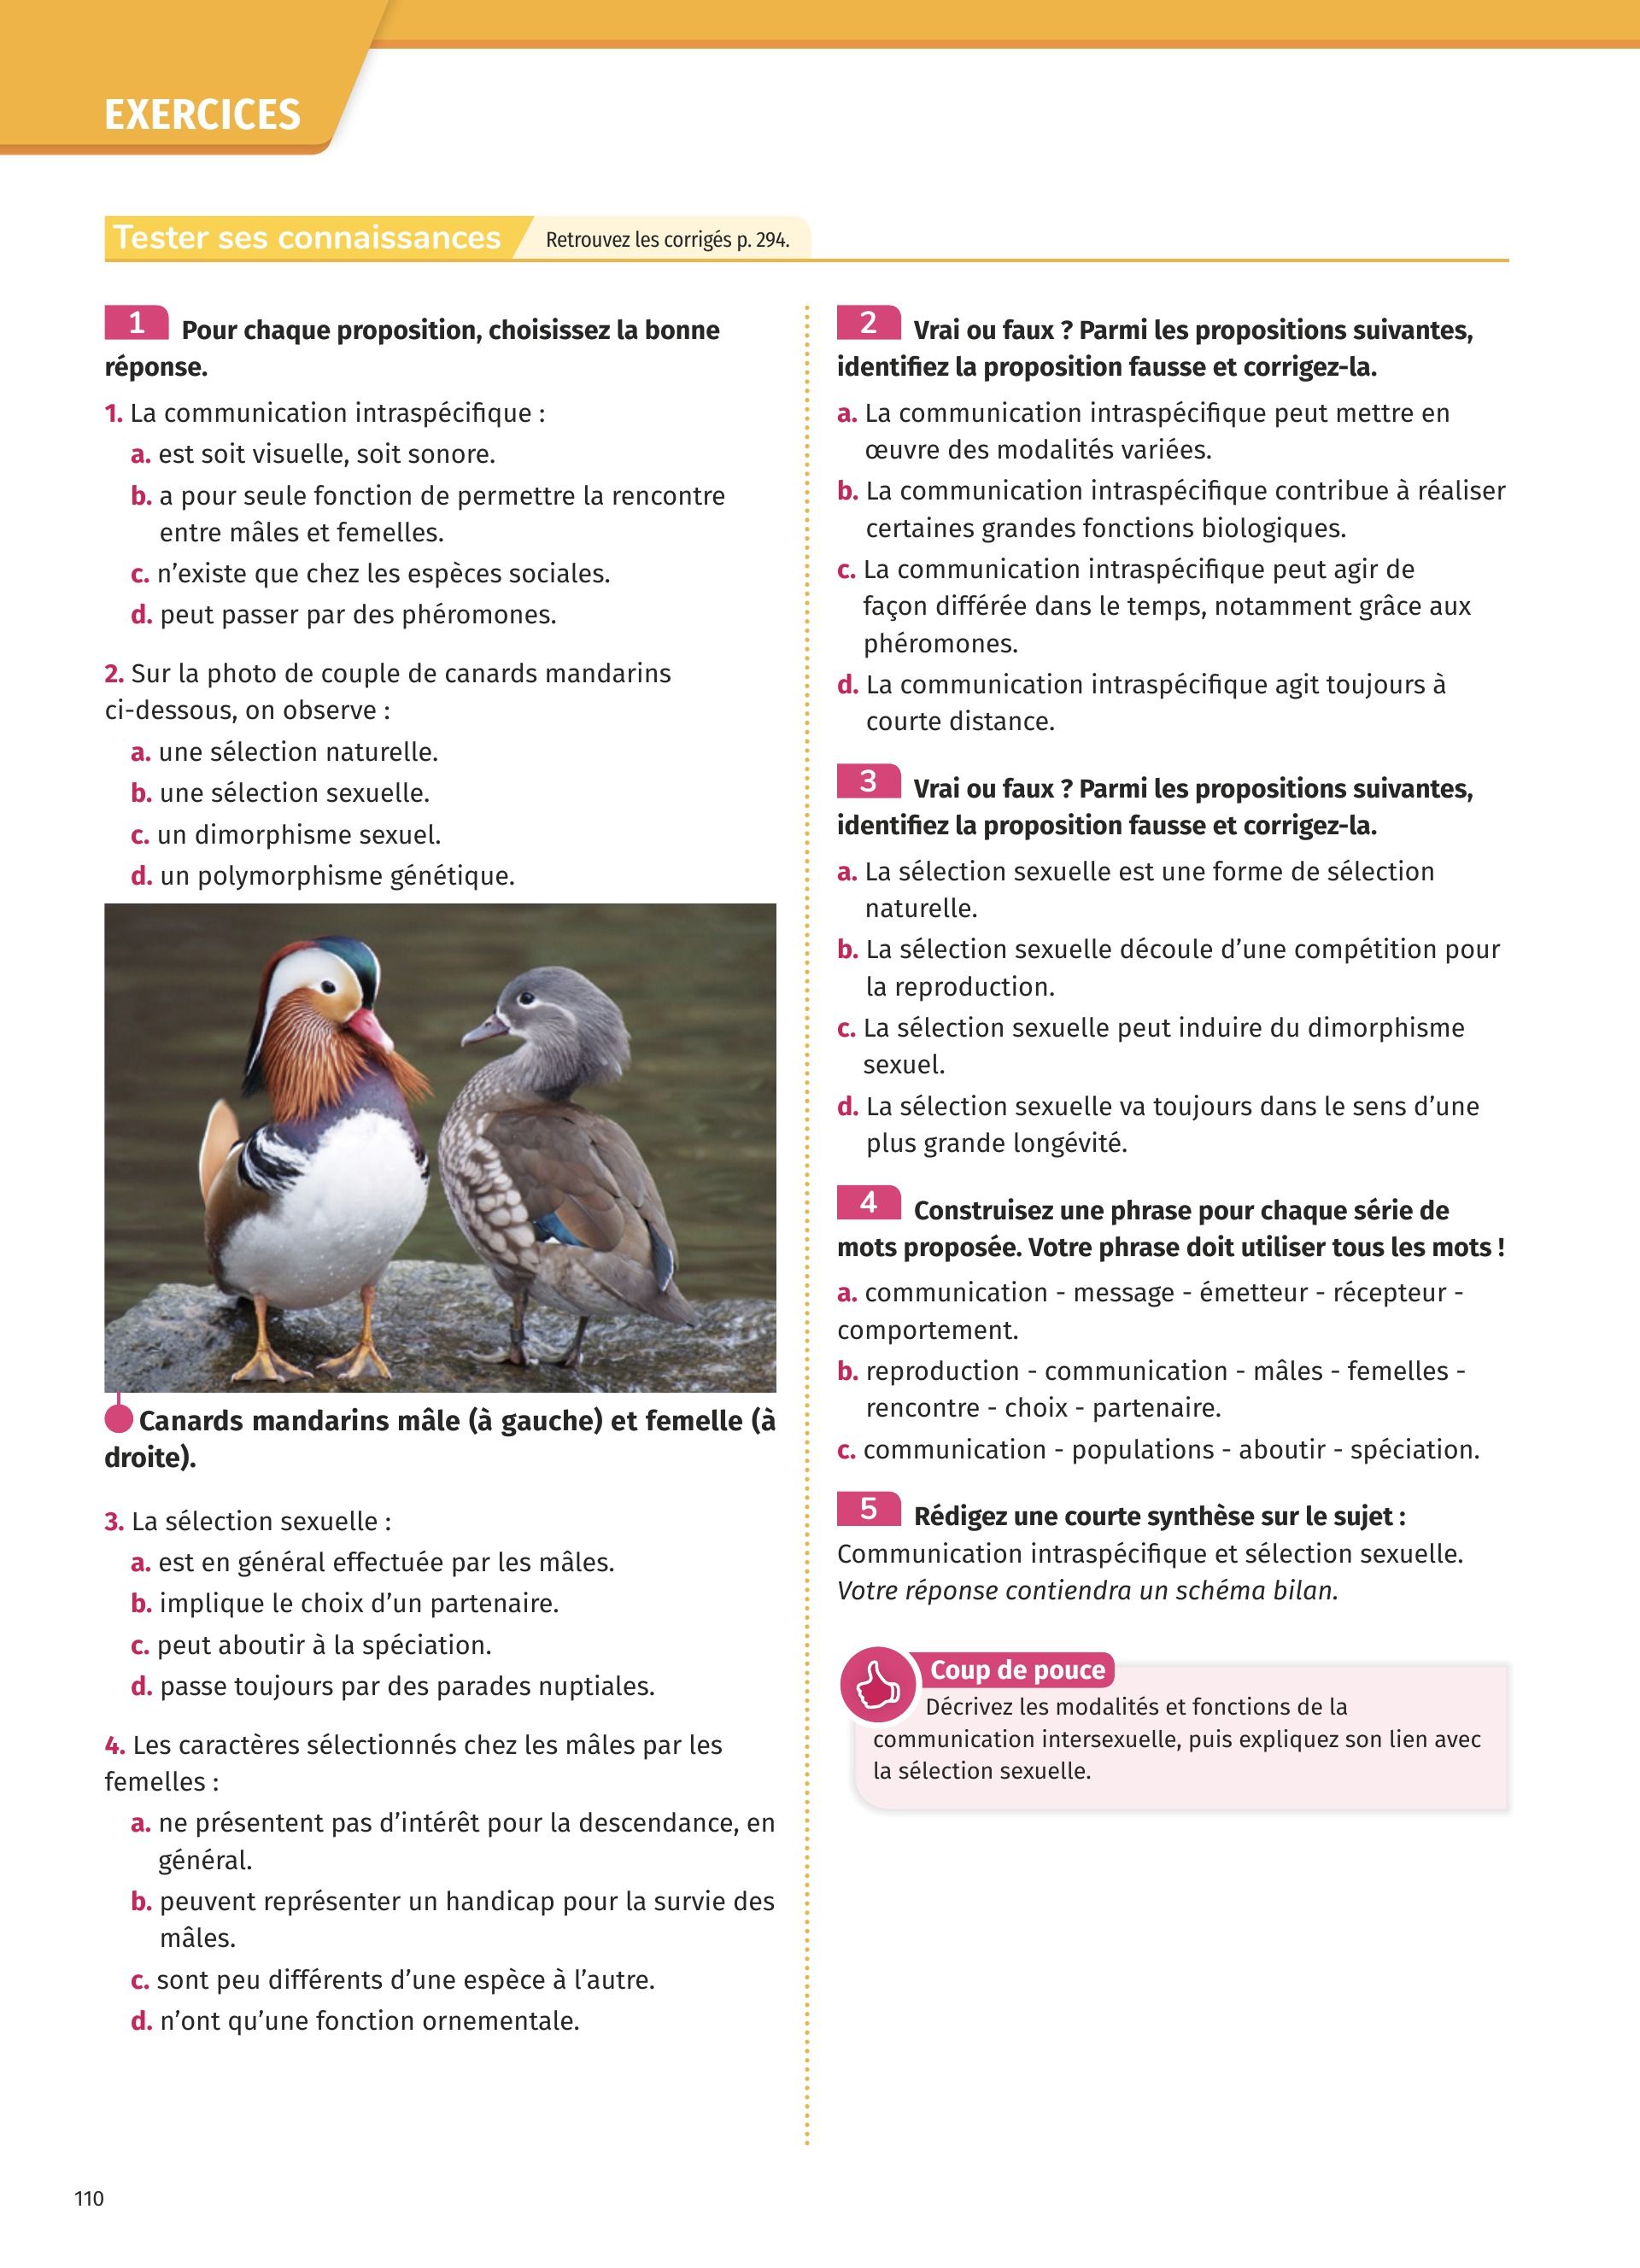 EXERCICES
Tester ses connaissances
Retrouvez les corrigés p. 294.
1 Pour chaque proposition, choisissez la bonne
réponse.
1. La communication intraspécifique :
a. est soit visuelle, soit sonore.
b. a pour seule fonction de permettre la rencontre
entre mâles et femelles.
c. n’existe que chez les espèces sociales.
d. peut passer par des phéromones.
2. Sur la photo de couple de canards mandarins
ci-dessous, on observe :
a. une sélection naturelle.
b. une sélection sexuelle.
c. un dimorphisme sexuel.
d. un polymorphisme génétique.
Canards mandarins mâle (à gauche) et femelle (à
droite).
3. La sélection sexuelle :
a. est en général effectuée par les mâles.
b. implique le choix d’un partenaire.
c. peut aboutir à la spéciation.
d. passe toujours par des parades nuptiales.
4. Les caractères sélectionnés chez les mâles par les
femelles :
a. ne présentent pas d’intérêt pour la descendance, en
général.
b. peuvent représenter un handicap pour la survie des
mâles.
c. sont peu différents d’une espèce à l’autre.
d. n’ont qu’une fonction ornementale.
2 Vrai ou faux ? Parmi les propositions suivantes,
identifiez la proposition fausse et corrigez-la.
a. La communication intraspécifique peut mettre en
œuvre des modalités variées.
b. La communication intraspécifique contribue à réaliser
certaines grandes fonctions biologiques.
c. La communication intraspécifique peut agir de
façon différée dans le temps, notamment grâce aux
phéromones.
d. La communication intraspécifique agit toujours à
courte distance.
3 Vrai ou faux ? Parmi les propositions suivantes,
identifiez la proposition fausse et corrigez-la.
a. La sélection sexuelle est une forme de sélection
naturelle.
b. La sélection sexuelle découle d’une compétition pour
la reproduction.
c. La sélection sexuelle peut induire du dimorphisme
sexuel.
d. La sélection sexuelle va toujours dans le sens d’une
plus grande longévité.
4 Construisez une phrase pour chaque série de
mots proposée. Votre phrase doit utiliser tous les mots !
a. communication - message - émetteur - récepteur -
comportement.
b. reproduction - communication - mâles - femelles -
rencontre - choix - partenaire.
c. communication - populations - aboutir - spéciation.
5 Rédigez une courte synthèse sur le sujet :
Communication intraspécifique et sélection sexuelle.
Votre réponse contiendra un schéma bilan.
Coup de pouce
Décrivez les modalités et fonctions de la
communication intersexuelle, puis expliquez son lien avec
la sélection sexuelle.
110